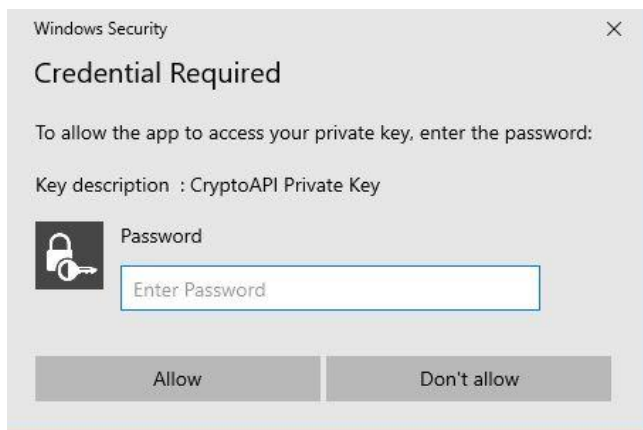 Windows Security
Credential Required
To allow the app to access your private key, enter the password:
Key description : CryptoAPI Private Key
Password
Enter Password
Allow
Don't allow